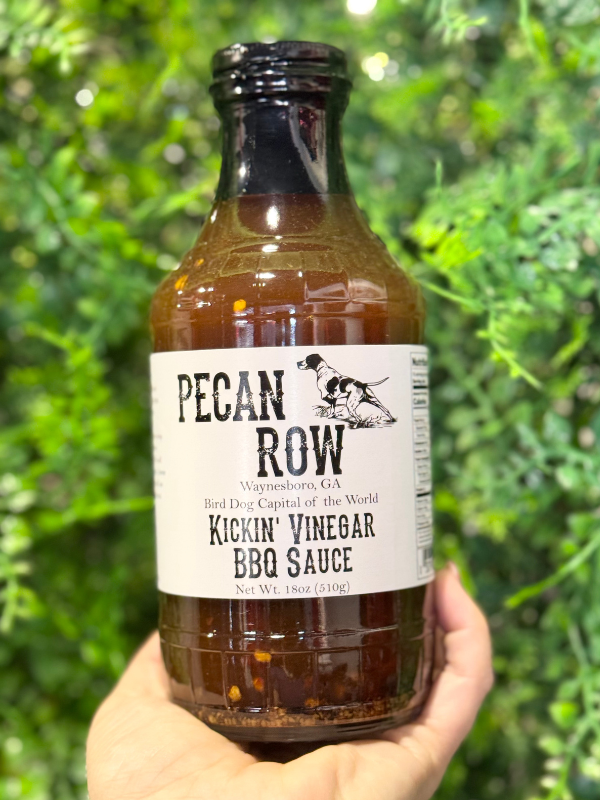 PECAN
ROW
Waynesboro, GA
Bird Dog Capital of the World
KICKIN' VINEGAR
BBQ SAUCE
Net Wt. 18oz (510g)